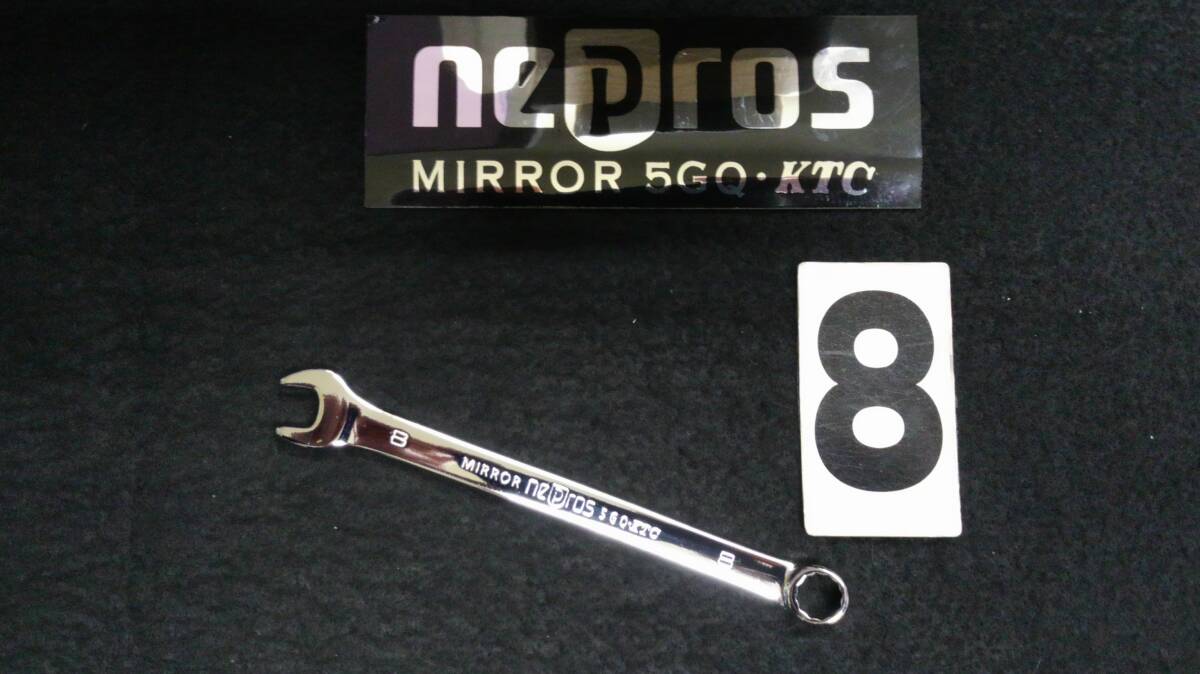 nepros
MIRROR 5GQ·KTC
8
8 MIRROR nepros 5GQ·KTC 8